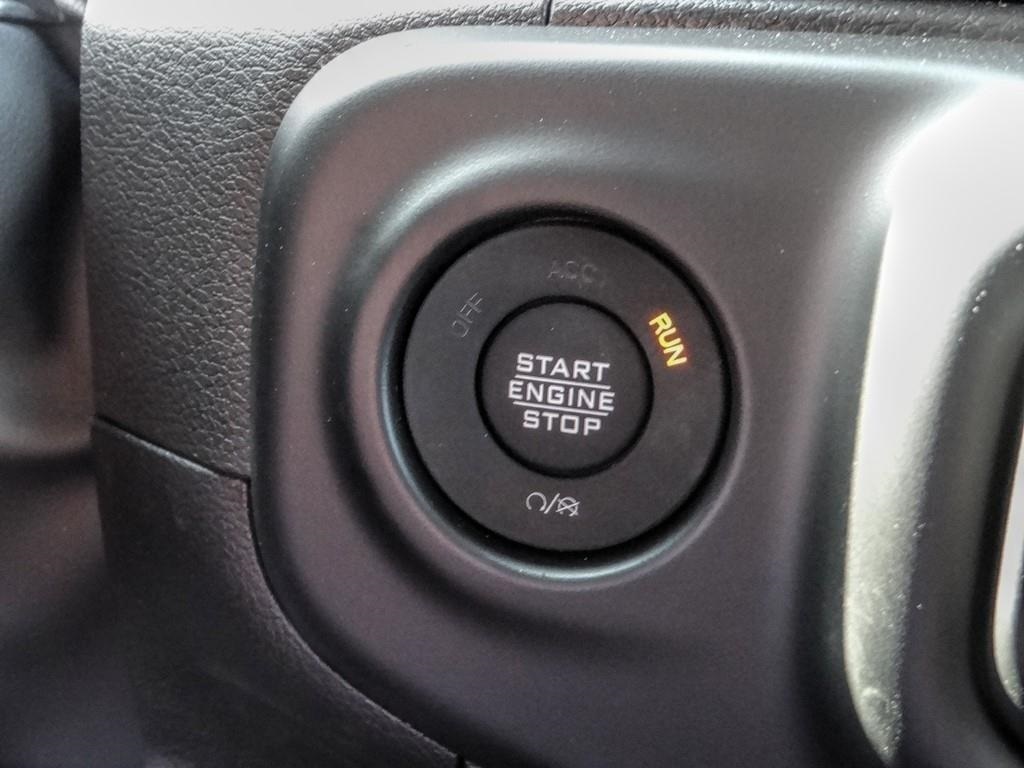 ACC
OFF
RUN
START
ENGINE
STOP